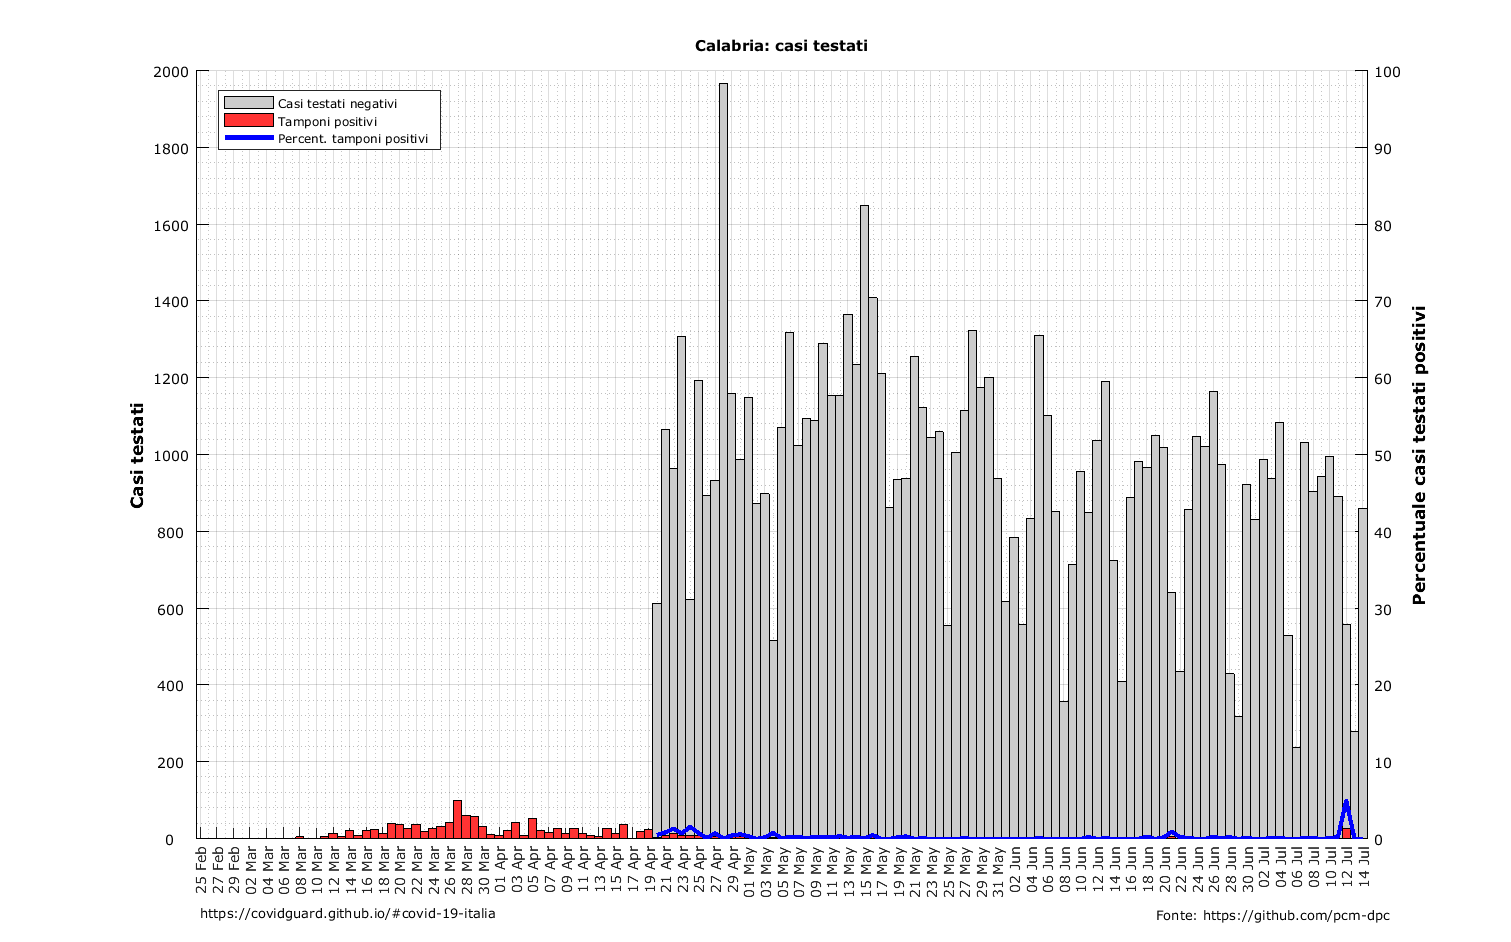 Calabria: casi testati
Casi testati negativi
Tamponi positivi
Percent. tamponi positivi
Casi testati
2000
1800
1600
1400
1200
1000
800
600
400
200
0
100
90
80
70
60
50
40
30
20
10
0
Percentuale casi testati positivi
25 Feb
27 Feb
29 Feb
02 Mar
04 Mar
06 Mar
08 Mar
10 Mar
12 Mar
14 Mar
16 Mar
18 Mar
20 Mar
22 Mar
24 Mar
26 Mar
28 Mar
30 Mar
01 Apr
03 Apr
05 Apr
07 Apr
09 Apr
11 Apr
13 Apr
15 Apr
17 Apr
19 Apr
21 Apr
23 Apr
25 Apr
27 Apr
29 Apr
01 May
03 May
05 May
07 May
09 May
11 May
13 May
15 May
17 May
19 May
21 May
23 May
25 May
27 May
29 May
31 May
02 Jun
04 Jun
06 Jun
08 Jun
10 Jun
12 Jun
14 Jun
16 Jun
18 Jun
20 Jun
22 Jun
24 Jun
26 Jun
28 Jun
30 Jun
02 Jul
04 Jul
06 Jul
08 Jul
10 Jul
12 Jul
14 Jul
https://covidguard.github.io/#covid-19-italia
Fonte: https://github.com/pcm-dpc